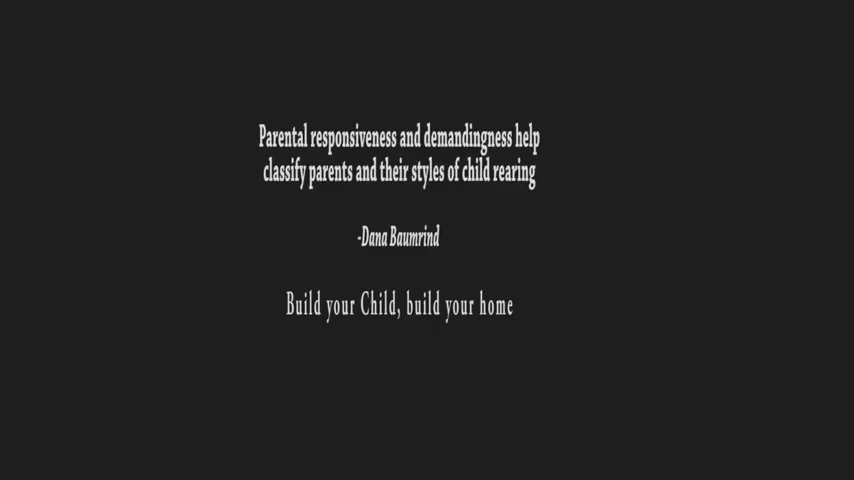 Parental responsiveness and demandingness help
classify parents and their styles of child rearing
-Dana Baumrind
Build your Child, build your home